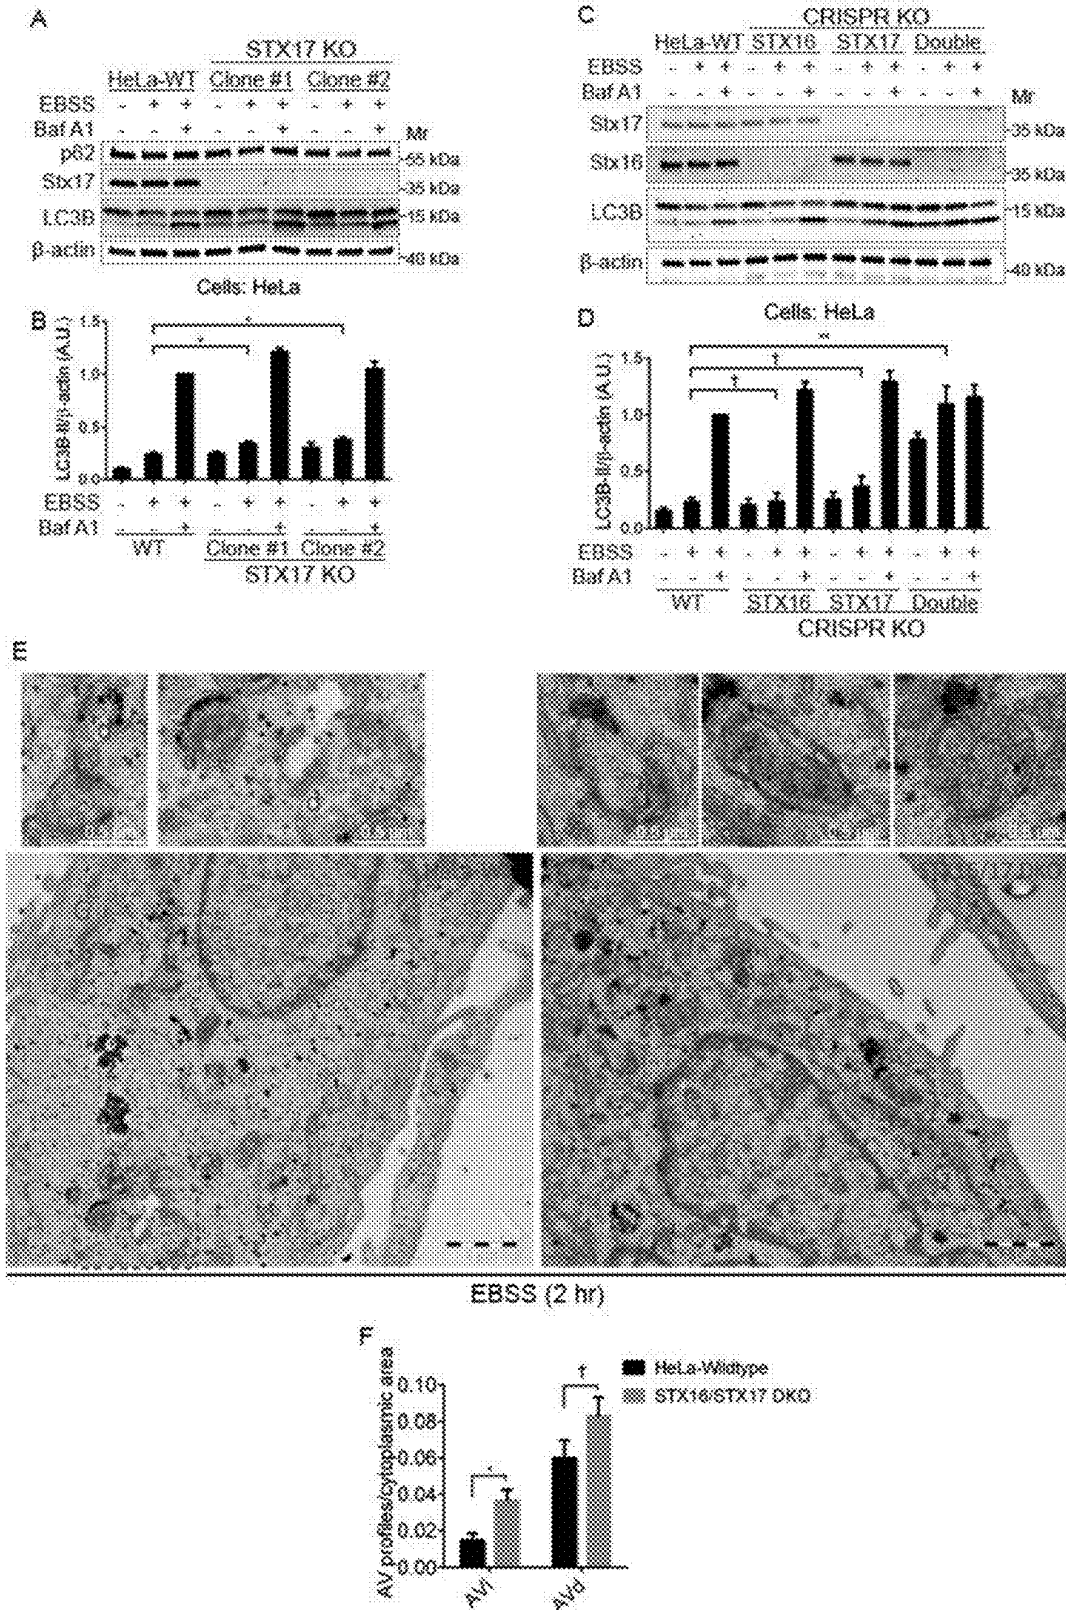 A
STX17 KO
HeLa-WT Clone #1 Clone #2
EBSS - + + - + + - + +
Baf A1 - - + - - + - - +
Mr
p62
55 kDa
Stx17
35 kDa
LC3B
15 kDa
β-actin
40 kDa
Cells: HeLa
B
LC3B-II/β-actin (A.U.)
1.5
1.0
0.5
0.0
* *
EBSS - + + - + + - + +
Baf A1 - - + - - + - - +
WT Clone #1 Clone #2
STX17 KO
C
CRISPR KO
HeLa-WT STX16 STX17 Double
EBSS - + + - + + - + + - + +
Baf A1 - - + - - + - - + - - +
Mr
Stx17
35 kDa
Stx16
35 kDa
LC3B
15 kDa
β-actin
40 kDa
Cells: HeLa
D
LC3B-II/β-actin (A.U.)
1.5
1.0
0.5
0.0
**
†
†
EBSS - + + - + + - + + - + +
Baf A1 - - + - - + - - + - - +
WT STX16 STX17 Double
CRISPR KO
E
EBSS (2 hr)
F
AV profiles/cytoplasmic area
0.10
0.08
0.06
0.04
0.02
0.00
*
†
AVi AVd
HeLa-Wildtype
STX16/STX17 DKO